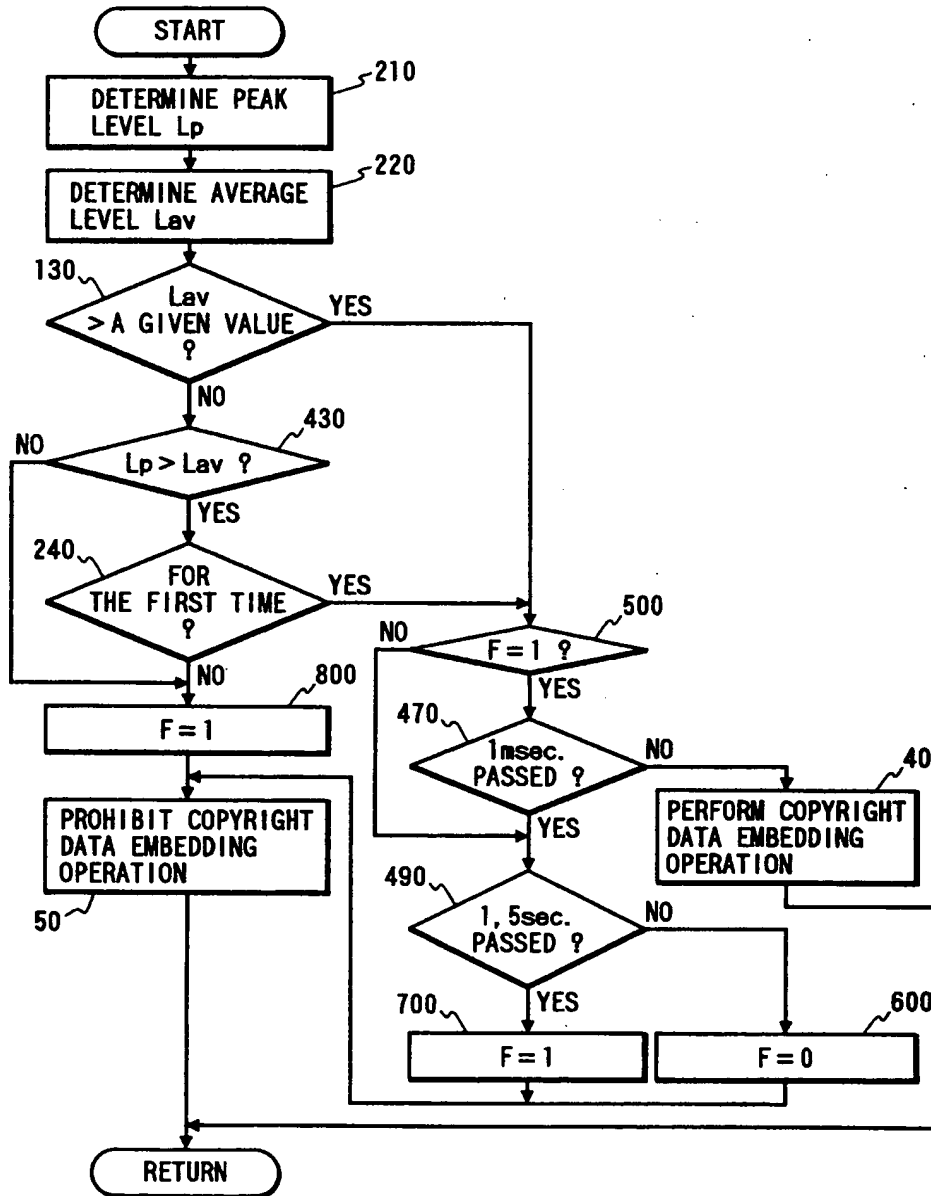 START
210
DETERMINE PEAK
LEVEL Lp
220
DETERMINE AVERAGE
LEVEL Lav
130
Lav
> A GIVEN VALUE
?
YES
NO
430
NO
Lp > Lav ?
YES
240
FOR
THE FIRST TIME
?
YES
NO
500
NO
F = 1 ?
YES
800
F = 1
470
1msec.
PASSED ?
NO
YES
40
PERFORM COPYRIGHT
DATA EMBEDDING
OPERATION
PROHIBIT COPYRIGHT
DATA EMBEDDING
OPERATION
50
490
1, 5sec.
PASSED ?
NO
YES
700
F = 1
600
F = 0
RETURN